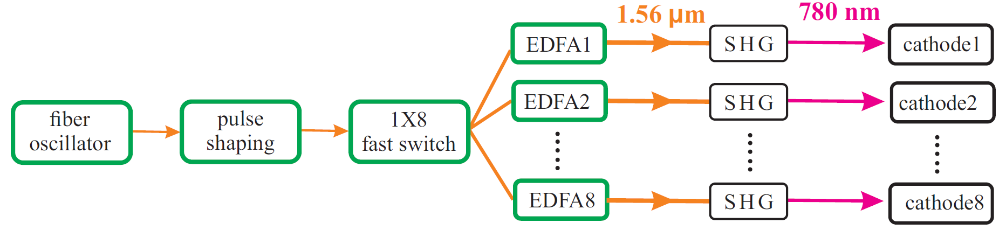 1.56 μm
780 nm
EDFA1
SHG
cathode1
EDFA2
SHG
cathode2
fiber
oscillator
pulse
shaping
1X8
fast switch
EDFA8
SHG
cathode8